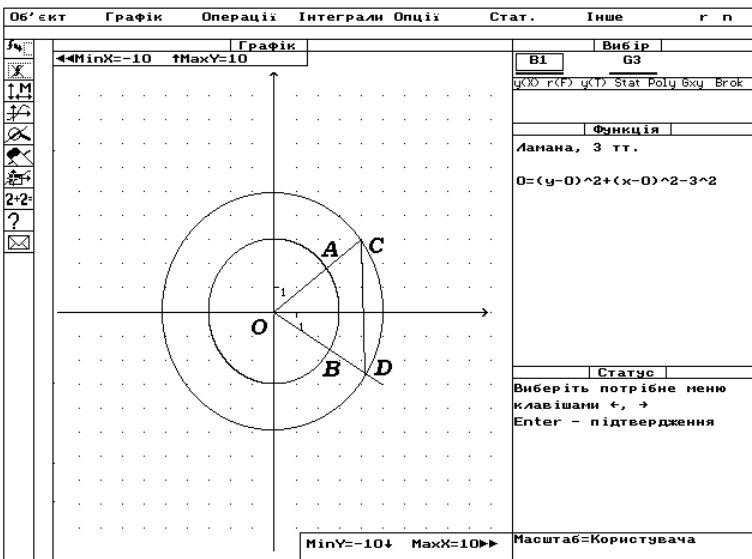 Об'єкт Графік Операції Інтеграли Опції Стат. Інше r n
Графік
◄◄MinX=-10 ↑MaxY=10
2+2=
?
A
C
1
O
1
B
D
MinY=-10↓ MaxX=10►►
Вибір
B1 G3
y(X) r(F) y(T) Stat Poly Gxy Brok
Функція
Ламана, 3 тт.
0=(y-0)^2+(x-0)^2-3^2
Статус
Виберіть потрібне меню
клавішами ←, →
Enter - підтвердження
Масштаб=Користувача